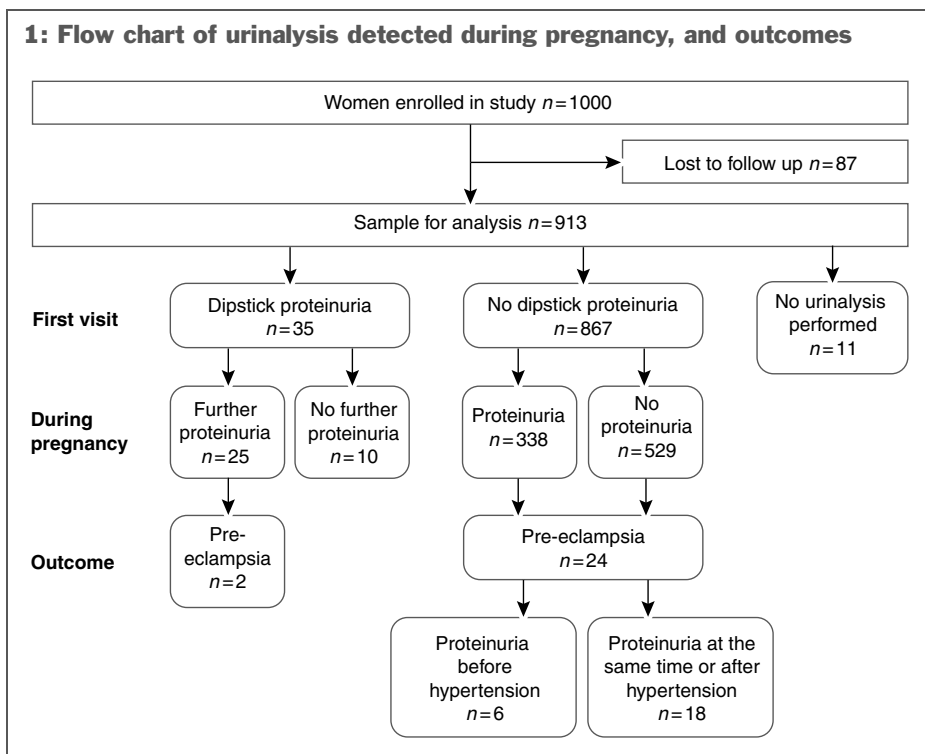 1: Flow chart of urinalysis detected during pregnancy, and outcomes
Women enrolled in study n=1000
Lost to follow up n=87
Sample for analysis n=913
First visit
Dipstick proteinuria
n=35
No dipstick proteinuria
n=867
No urinalysis
performed
n=11
During
pregnancy
Further
proteinuria
n=25
No further
proteinuria
n=10
Proteinuria
n=338
No
proteinuria
n=529
Outcome
Pre-
eclampsia
n=2
Pre-eclampsia
n=24
Proteinuria
before
hypertension
n=6
Proteinuria at the
same time or after
hypertension
n=18